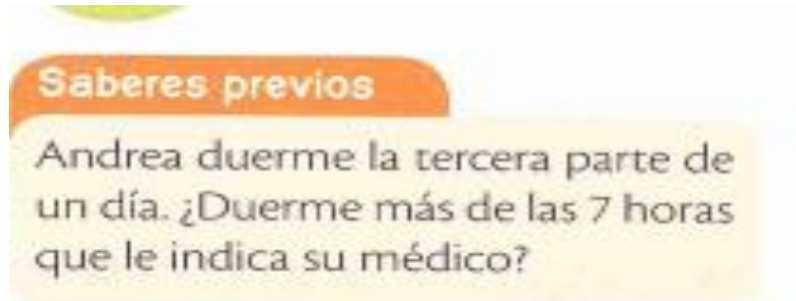 Saberes previos
Andrea duerme la tercera parte de
un día. ¿Duerme más de las 7 horas
que le indica su médico?